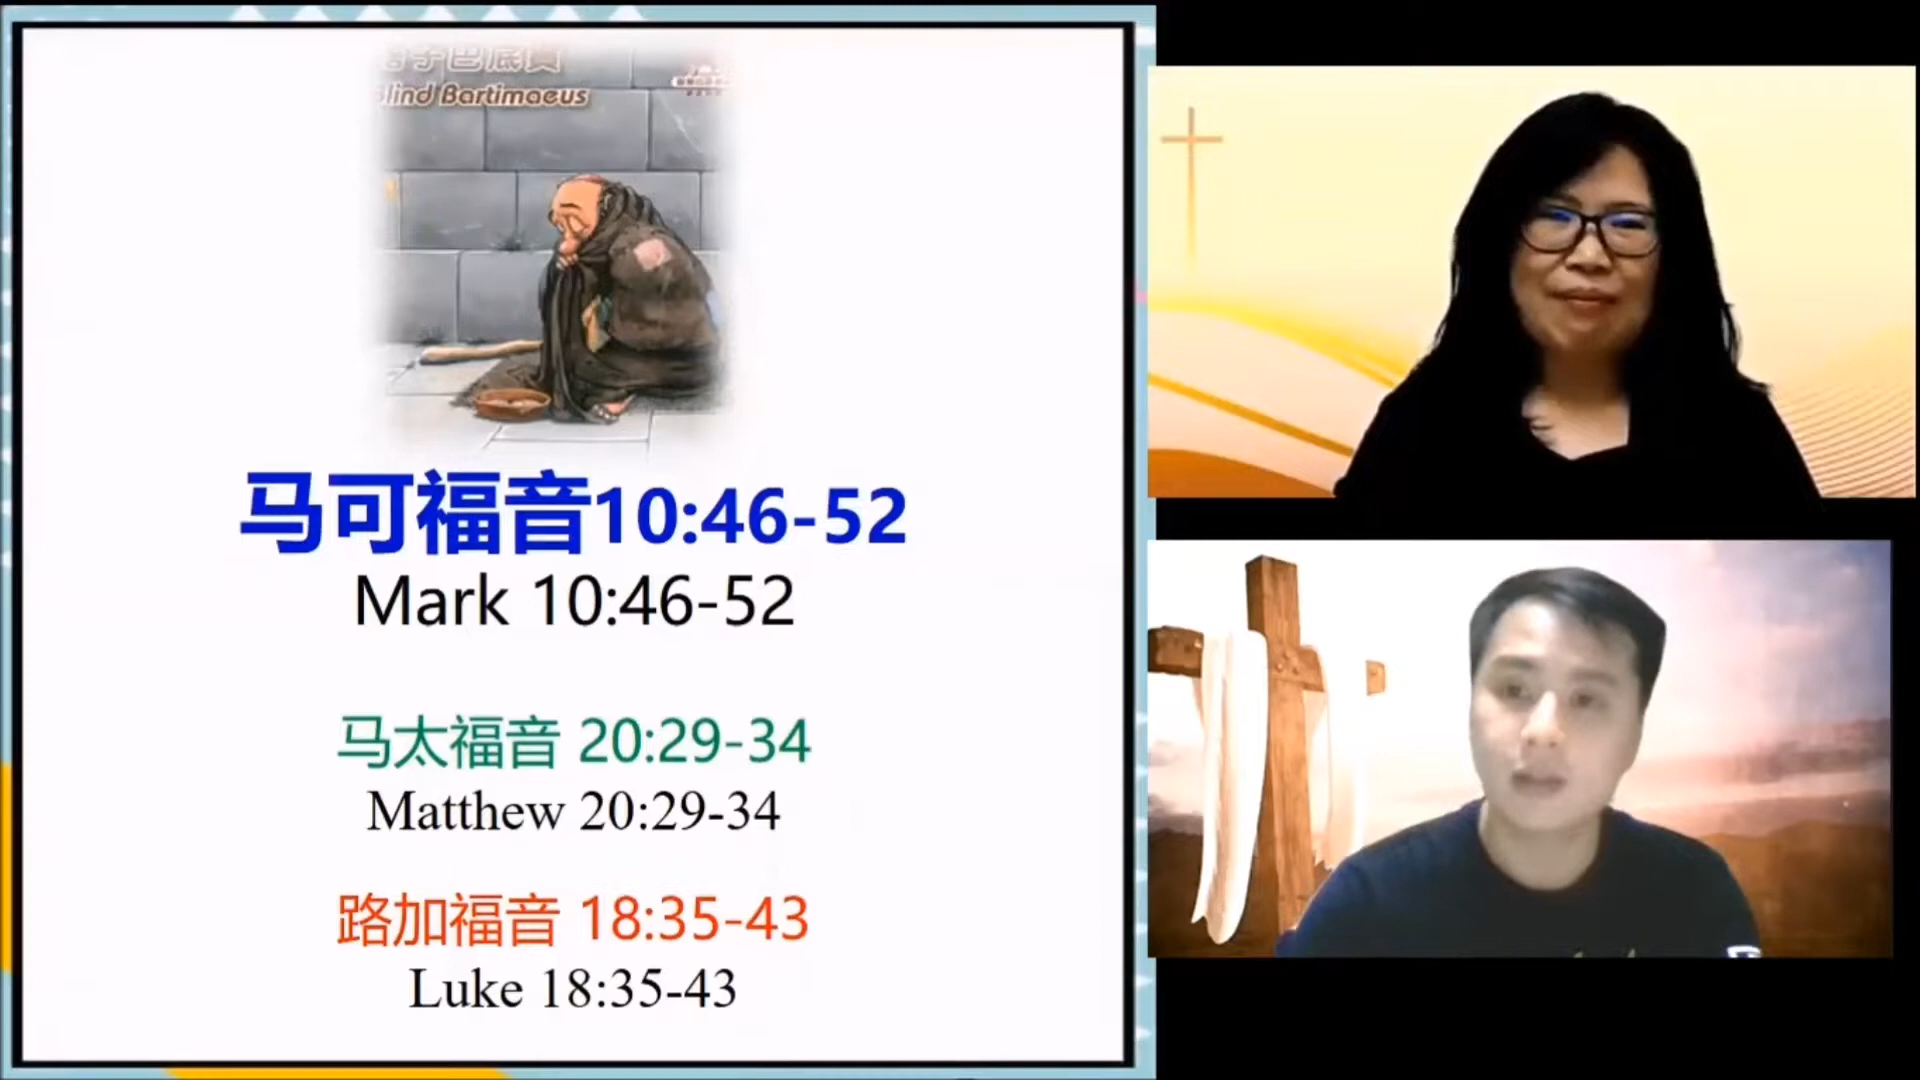 Blind Bartimaeus
马可福音10:46-52
Mark 10:46-52
马太福音 20:29-34
Matthew 20:29-34
路加福音 18:35-43
Luke 18:35-43